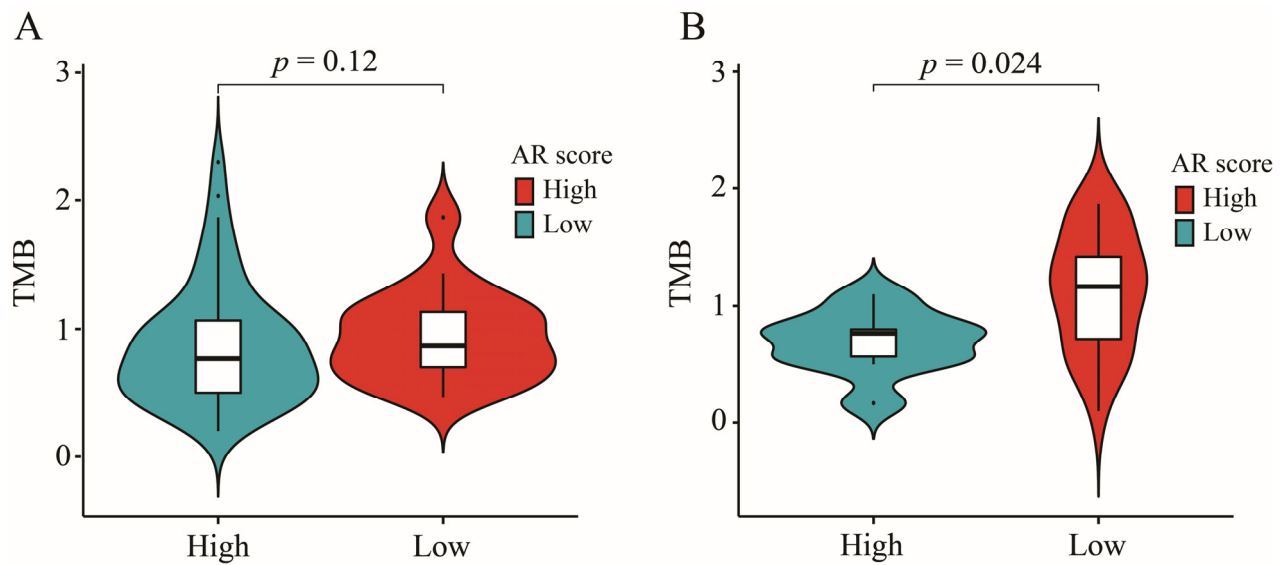 A
p = 0.12
3
2
1
0
TMB
High
Low
AR score
High
Low
B
p = 0.024
3
2
1
0
TMB
High
Low
AR score
High
Low